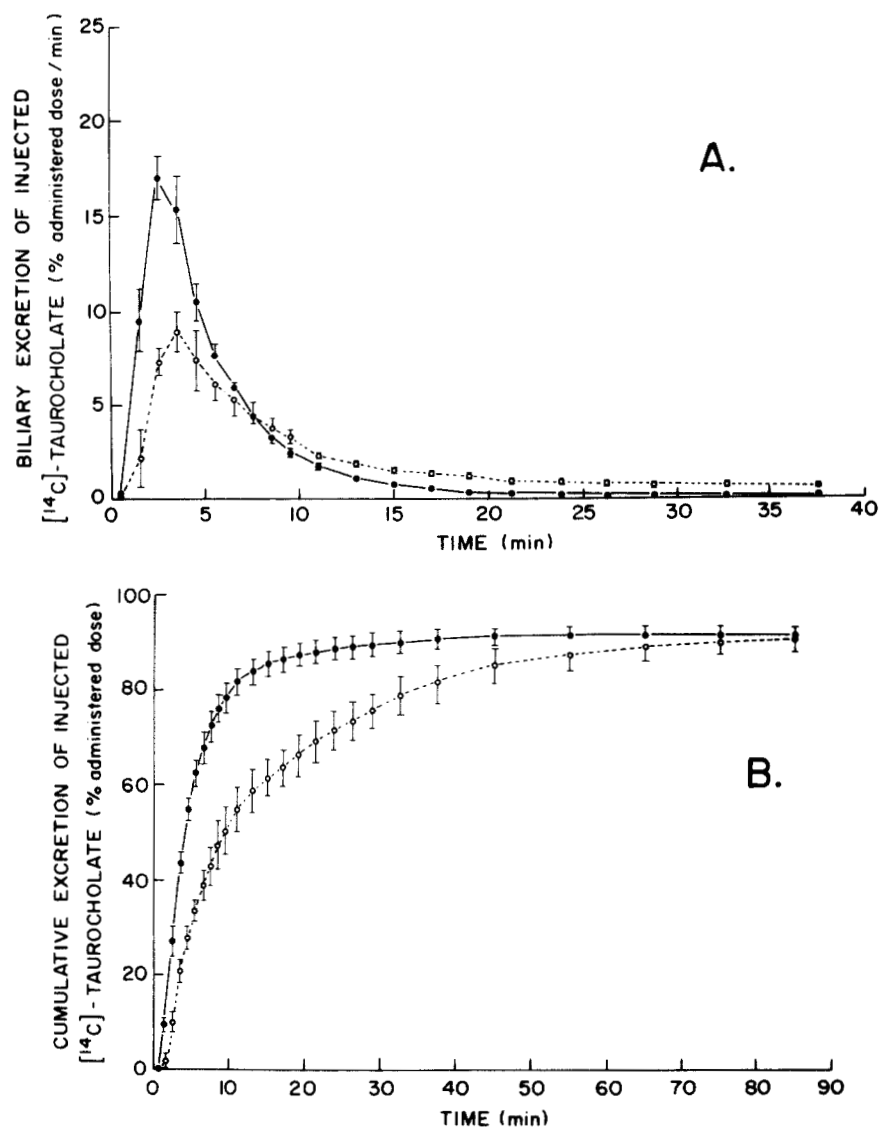 BILIARY EXCRETION OF INJECTED
[14C]-TAUROCHOLATE (% administered dose / min)
25
20
15
10
5
0
A.
0 5 10 15 20 25 30 35 40
TIME (min)
CUMULATIVE EXCRETION OF INJECTED
[14C]-TAUROCHOLATE (% administered dose)
100
80
60
40
20
0
B.
0 10 20 30 40 50 60 70 80 90
TIME (min)